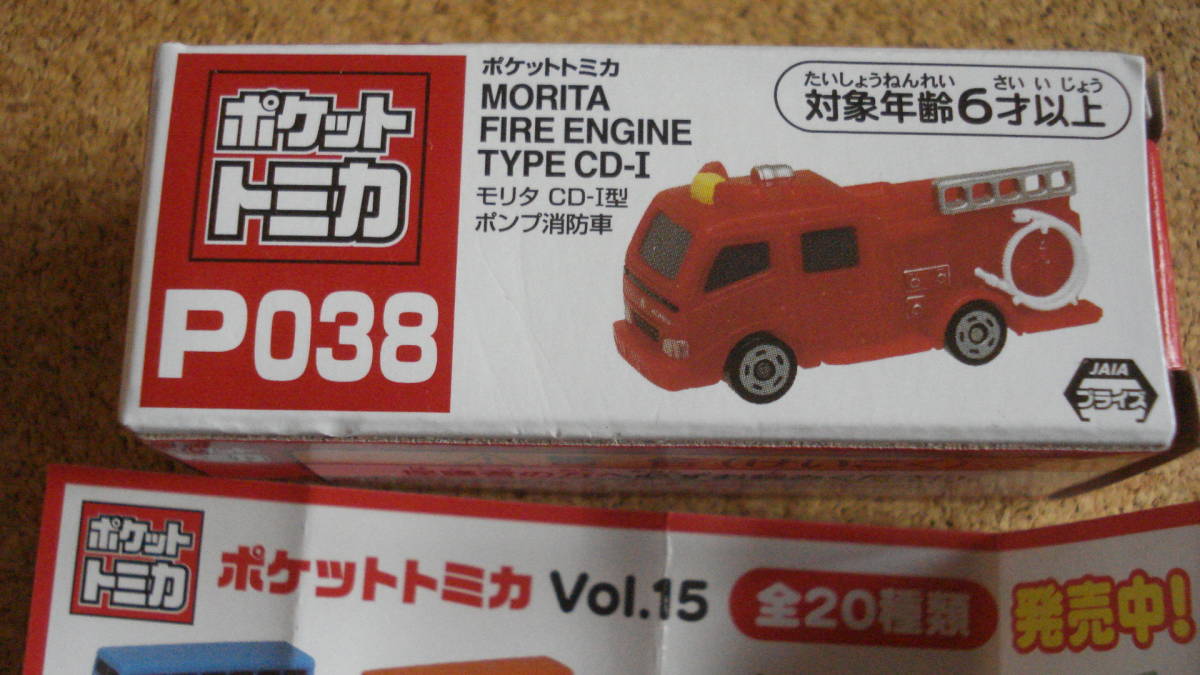 ポケット
トミカ
P038
ポケットトミカ
MORITA
FIRE ENGINE
TYPE CD-I
モリタ CD-I型
ポンプ消防車
たいしょうねんれい さいいじょう
対象年齢6才以上
JAIA
プライズ
ポケット
トミカ
ポケットトミカ Vol.15
全20種類
発売中!